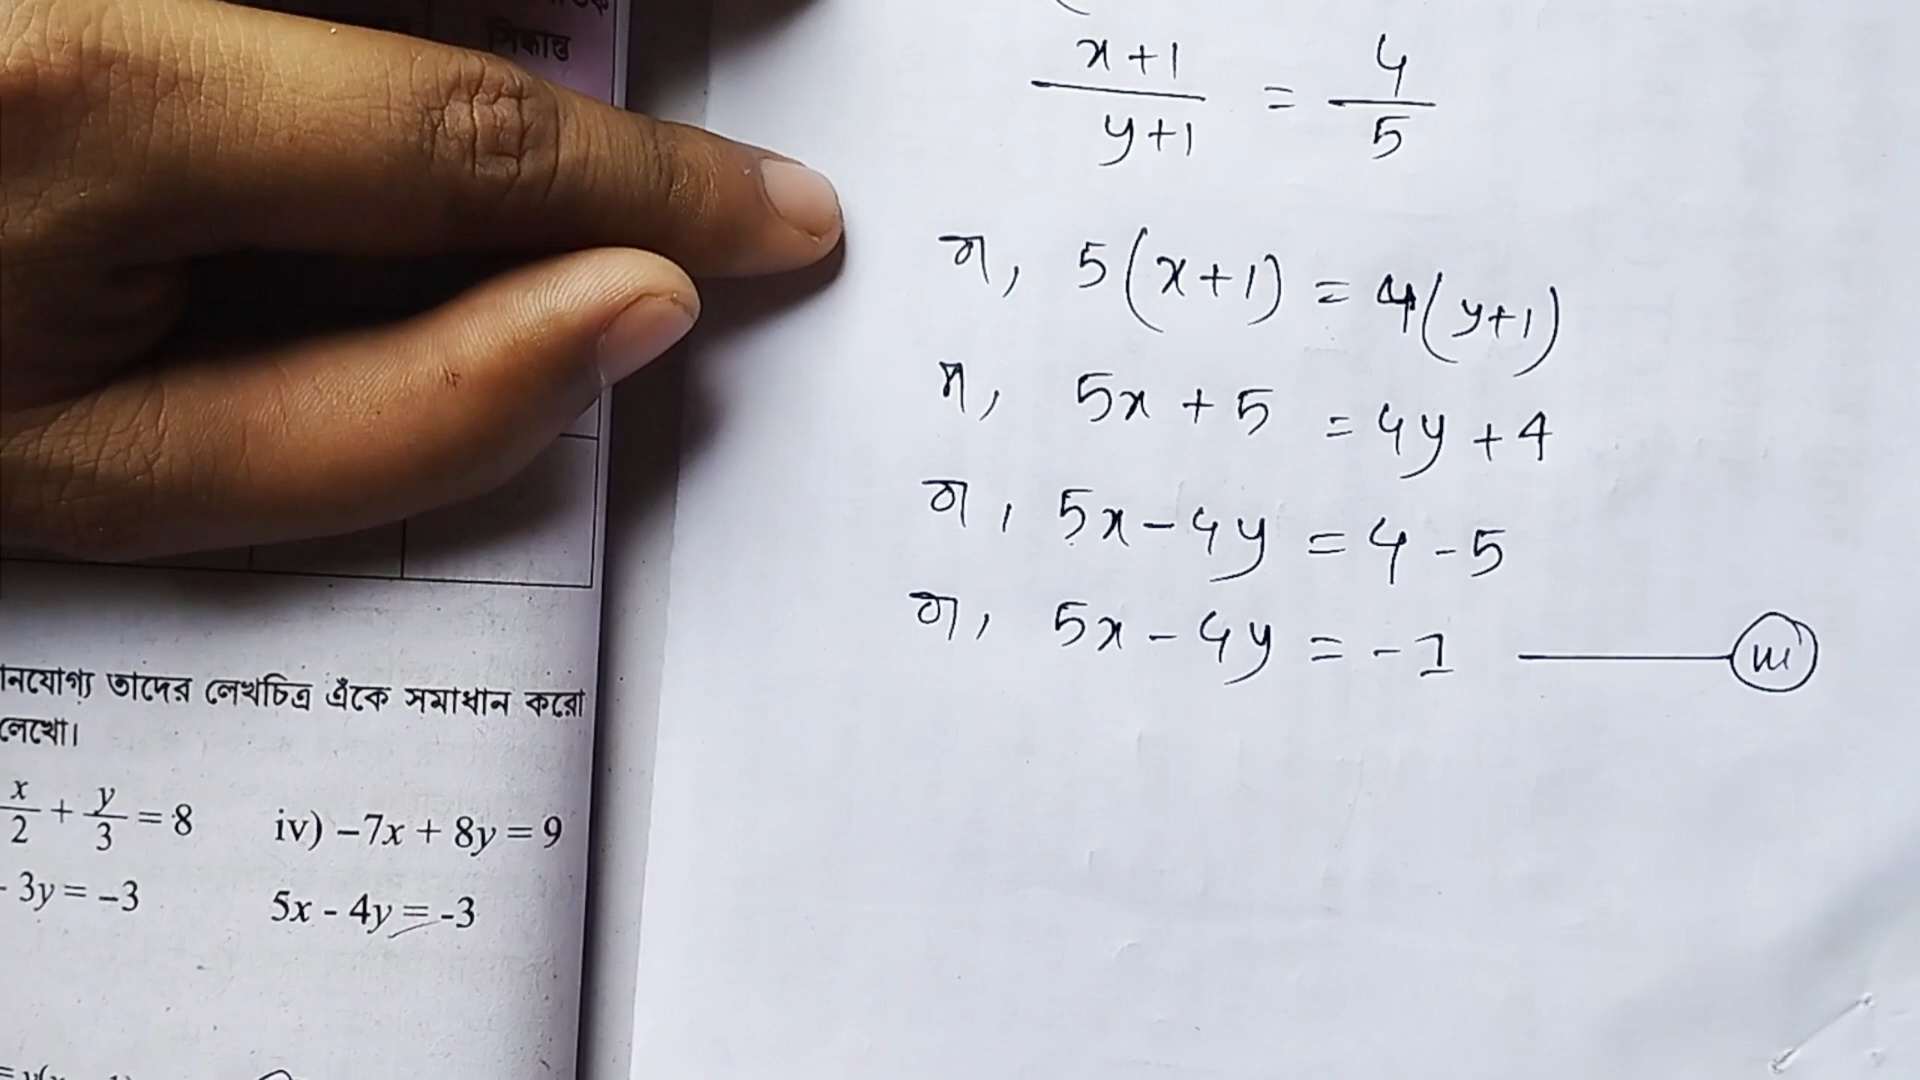 সিকান্ত
নিযোগ্য তাদের লেখচিত্র এঁকে সমাধান করো
লেখো।
x/2 + y/3 = 8
iv) –7x + 8y = 9
- 3y = –3
5x - 4y = -3
(x+1)/(y+1) = 4/5
বা, 5(x+1) = 4(y+1)
বা, 5x + 5 = 4y + 4
বা, 5x – 4y = 4 – 5
বা, 5x – 4y = – 1 —— (iii)